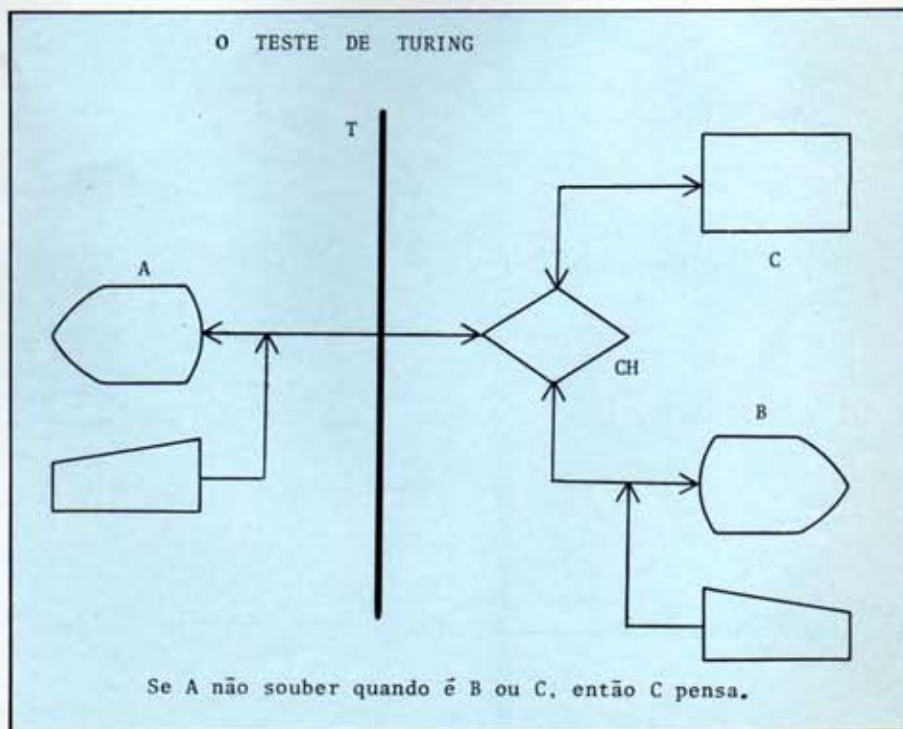 O TESTE DE TURING
T
A
C
CH
B
Se A não souber quando é B ou C, então C pensa.